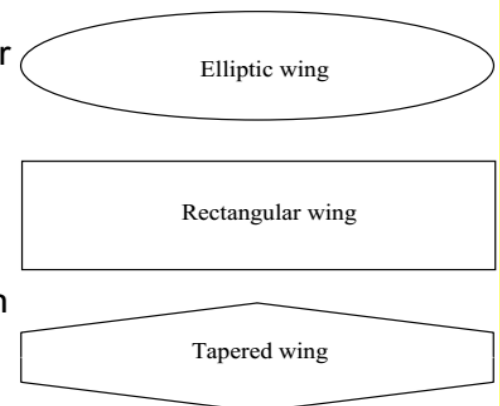 r
Elliptic wing
Rectangular wing
n
Tapered wing